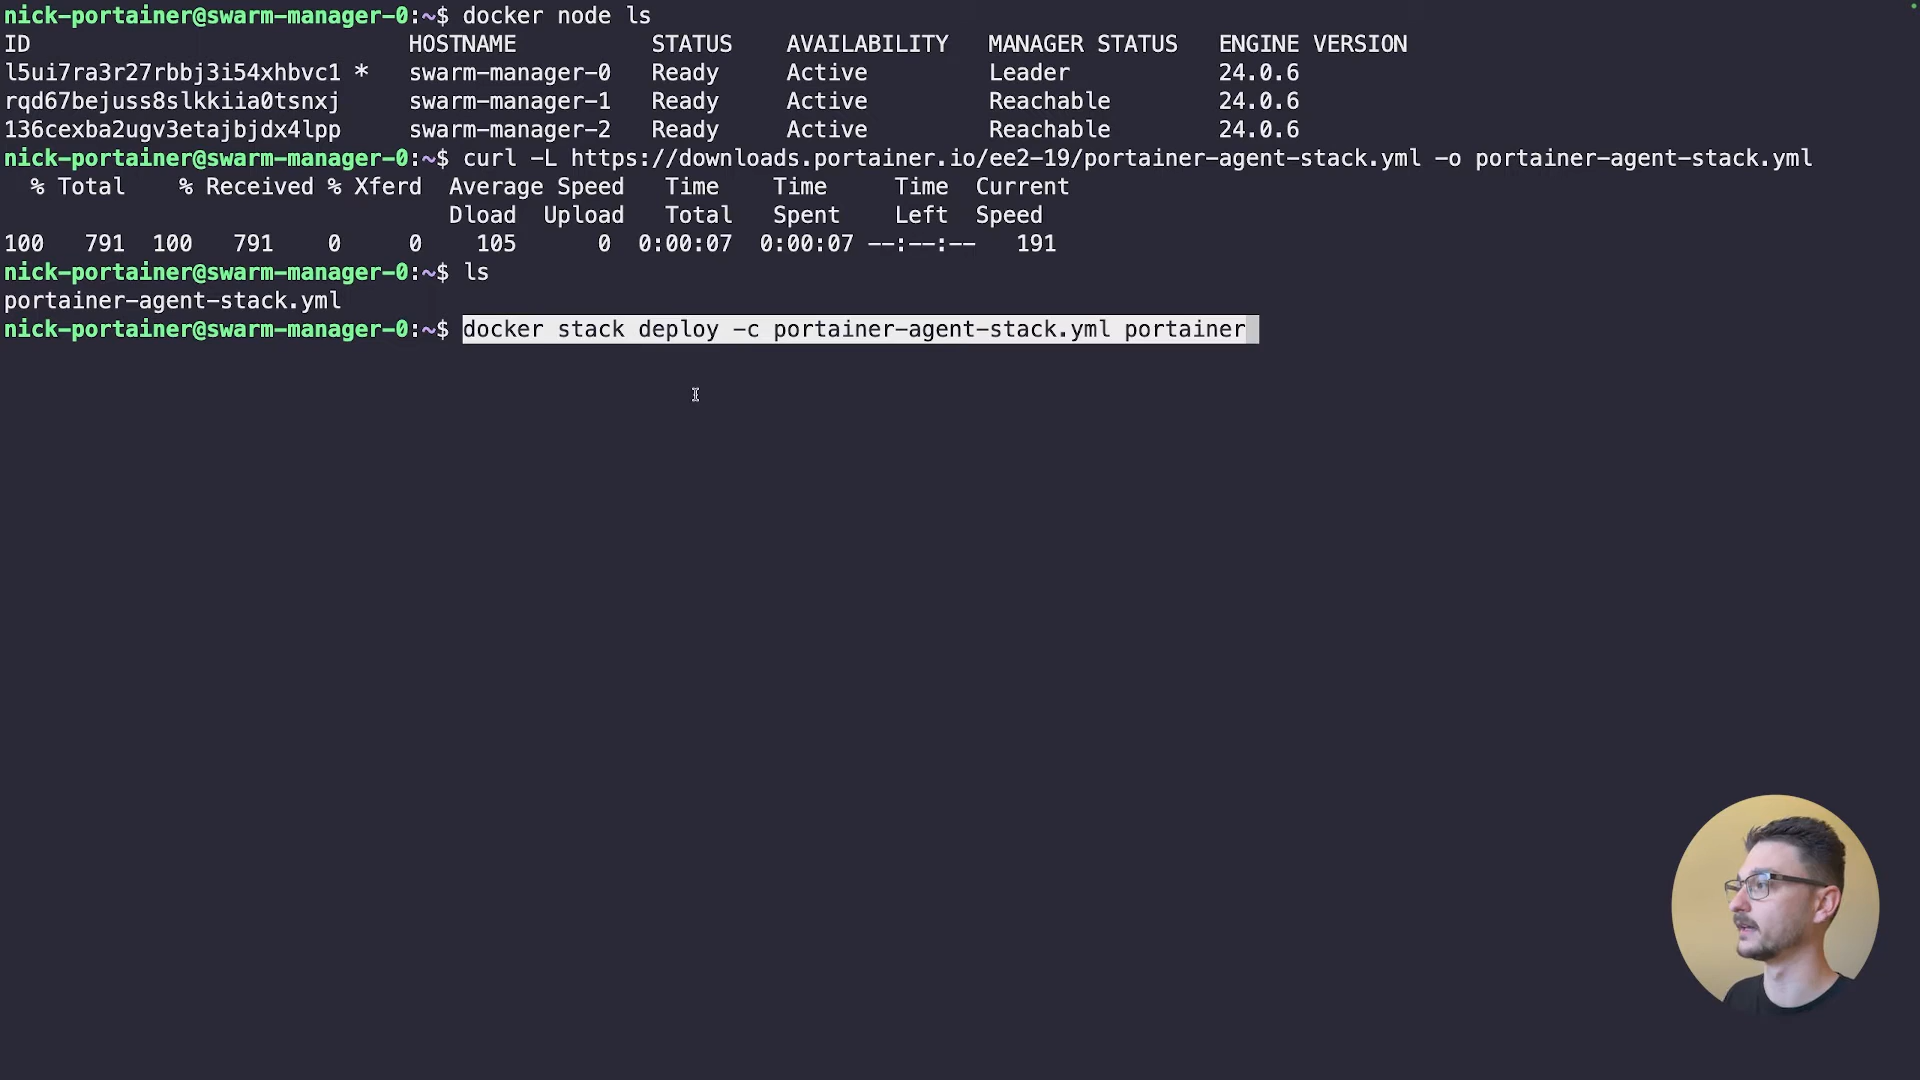 nick-portainer@swarm-manager-0:~$ docker node ls
ID HOSTNAME STATUS AVAILABILITY MANAGER STATUS ENGINE VERSION
l5ui7ra3r27rbbj3i54xhbvc1 * swarm-manager-0 Ready Active Leader 24.0.6
rqd67bejuss8slkkiia0tsnxj swarm-manager-1 Ready Active Reachable 24.0.6
136cexba2ugv3etajbjdx4lpp swarm-manager-2 Ready Active Reachable 24.0.6
nick-portainer@swarm-manager-0:~$ curl -L https://downloads.portainer.io/ee2-19/portainer-agent-stack.yml -o portainer-agent-stack.yml
% Total % Received % Xferd Average Speed Time Time Time Current
Dload Upload Total Spent Left Speed
100 791 100 791 0 0 105 0 0:00:07 0:00:07 --:--:-- 191
nick-portainer@swarm-manager-0:~$ ls
portainer-agent-stack.yml
nick-portainer@swarm-manager-0:~$ docker stack deploy -c portainer-agent-stack.yml portainer